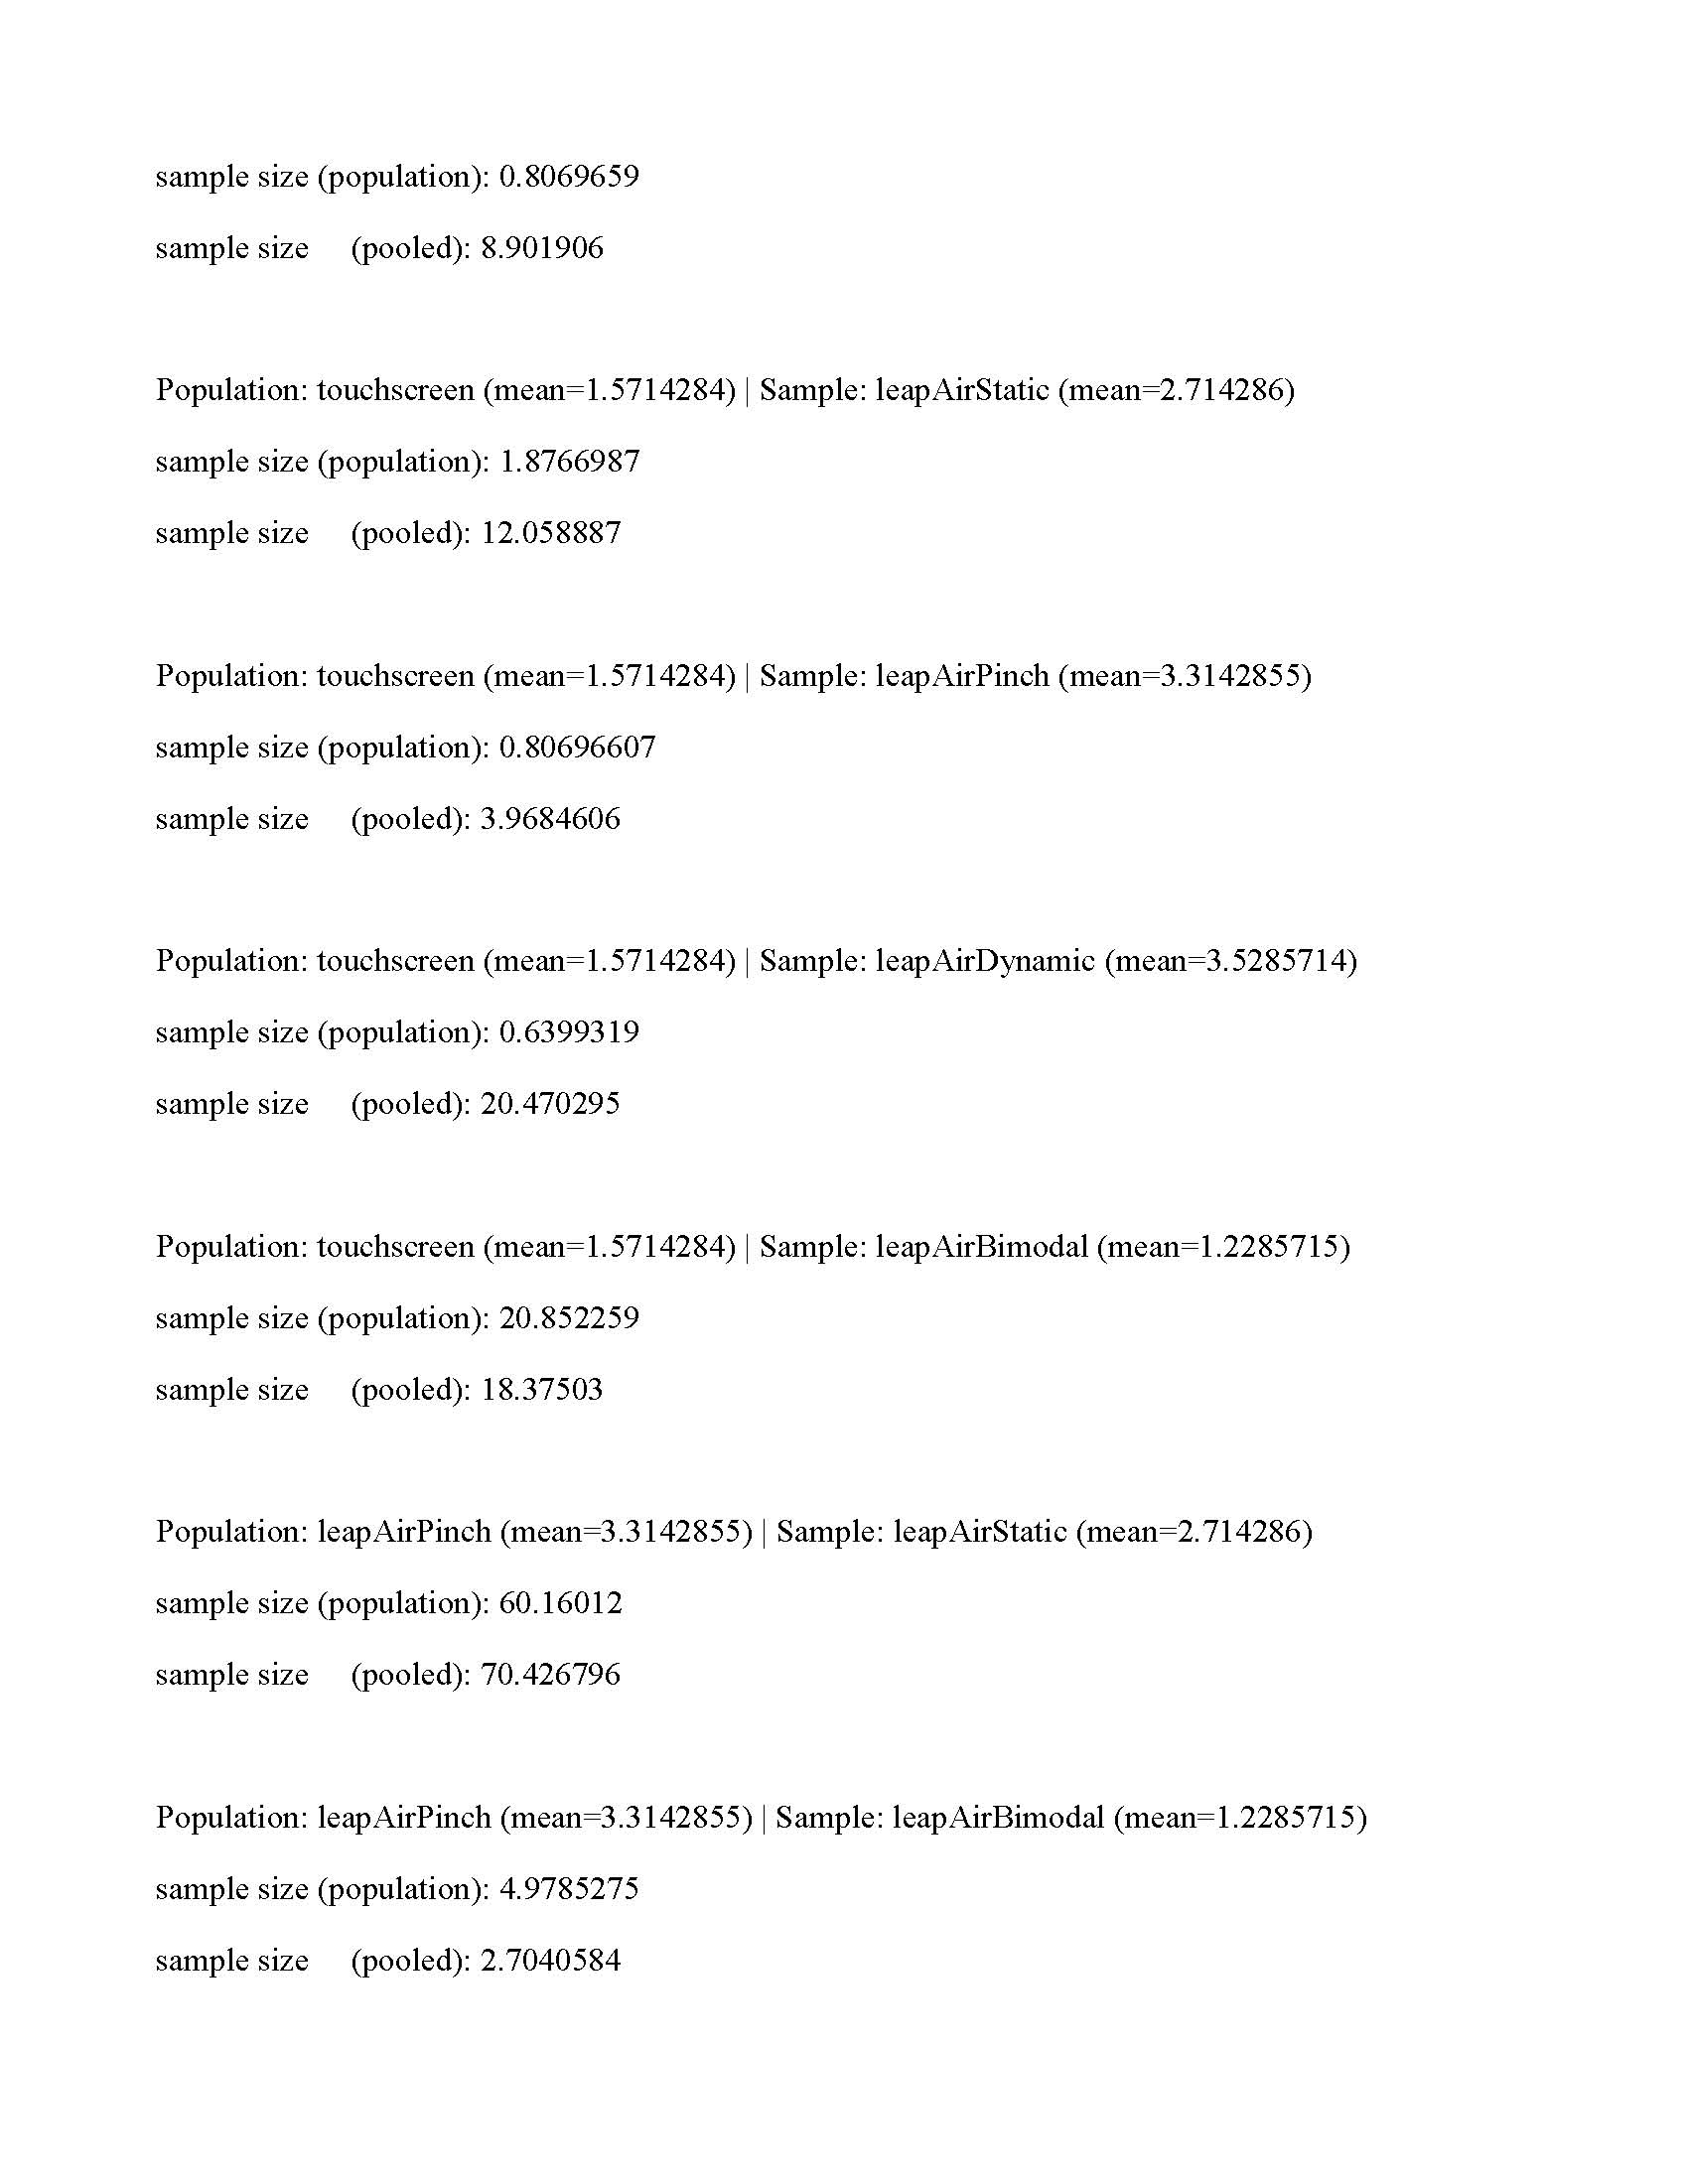 sample size (population): 0.8069659
sample size     (pooled): 8.901906
Population: touchscreen (mean=1.5714284) | Sample: leapAirStatic (mean=2.714286)
sample size (population): 1.8766987
sample size     (pooled): 12.058887
Population: touchscreen (mean=1.5714284) | Sample: leapAirPinch (mean=3.3142855)
sample size (population): 0.80696607
sample size     (pooled): 3.9684606
Population: touchscreen (mean=1.5714284) | Sample: leapAirDynamic (mean=3.5285714)
sample size (population): 0.6399319
sample size     (pooled): 20.470295
Population: touchscreen (mean=1.5714284) | Sample: leapAirBimodal (mean=1.2285715)
sample size (population): 20.852259
sample size     (pooled): 18.37503
Population: leapAirPinch (mean=3.3142855) | Sample: leapAirStatic (mean=2.714286)
sample size (population): 60.16012
sample size     (pooled): 70.426796
Population: leapAirPinch (mean=3.3142855) | Sample: leapAirBimodal (mean=1.2285715)
sample size (population): 4.9785275
sample size     (pooled): 2.7040584